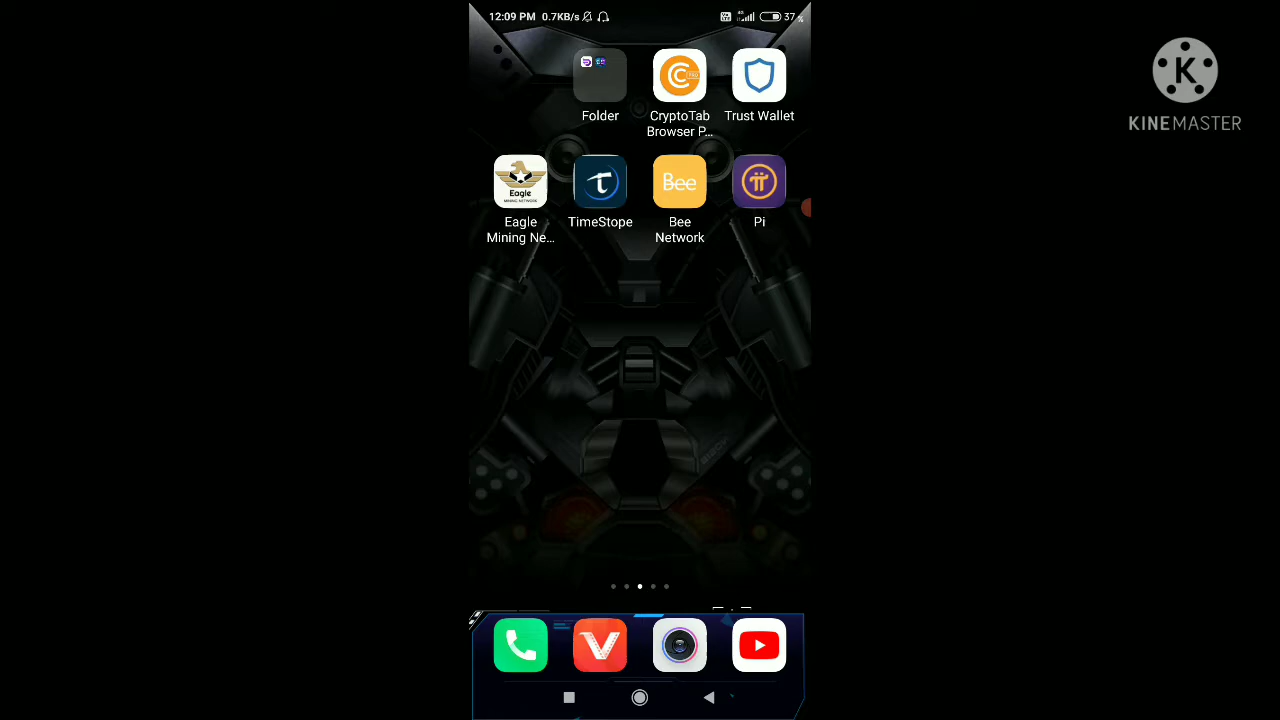 12:09 PM 0.7KB/s 37%
KINEMASTER
Folder
CryptoTab
Browser P...
Trust Wallet
Eagle
Eagle
Mining Ne...
TimeStope
Bee
Bee
Network
Pi